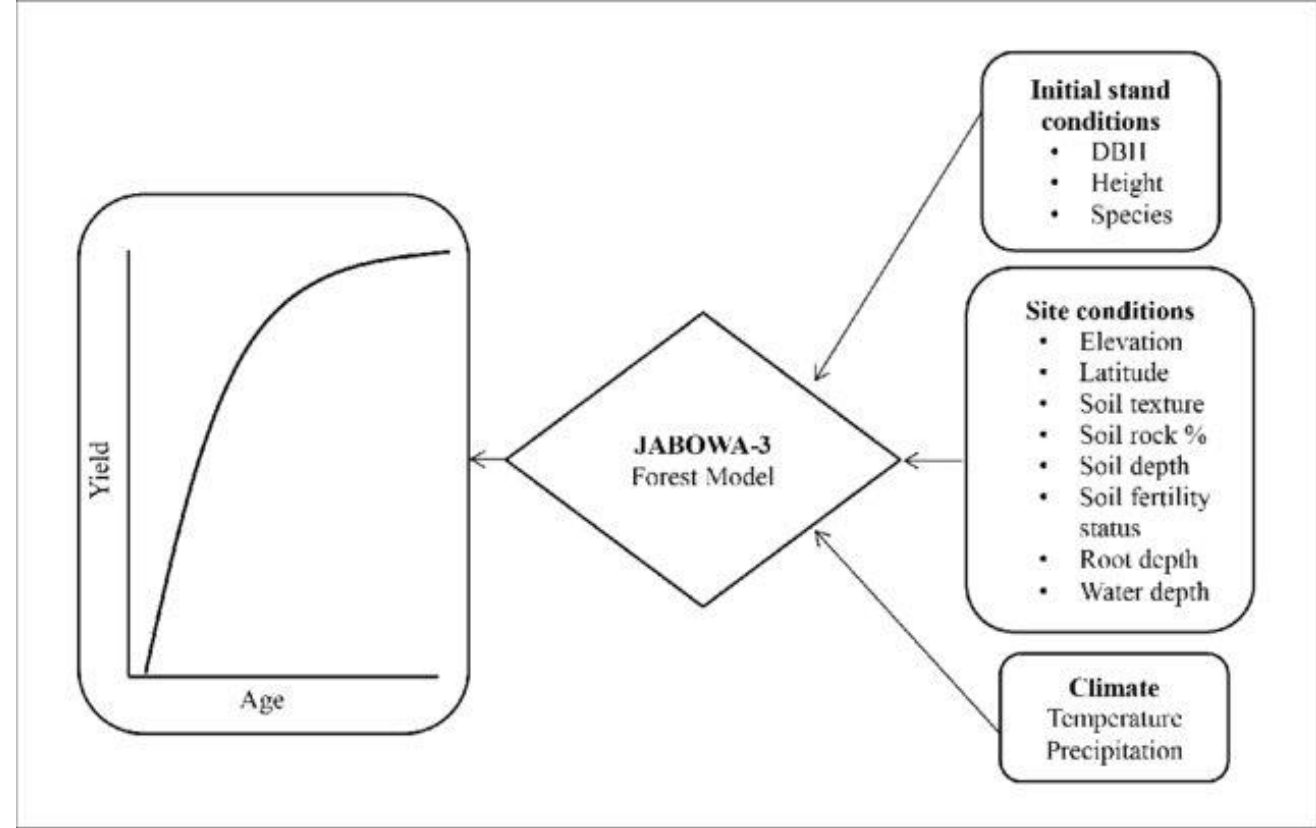 Initial stand
conditions
• DBH
• Height
• Species
Site conditions
• Elevation
• Latitude
• Soil texture
• Soil rock %
• Soil depth
• Soil fertility
status
• Root depth
• Water depth
Climate
Temperature
Precipitation
JABOWA-3
Forest Model
Yield
Age